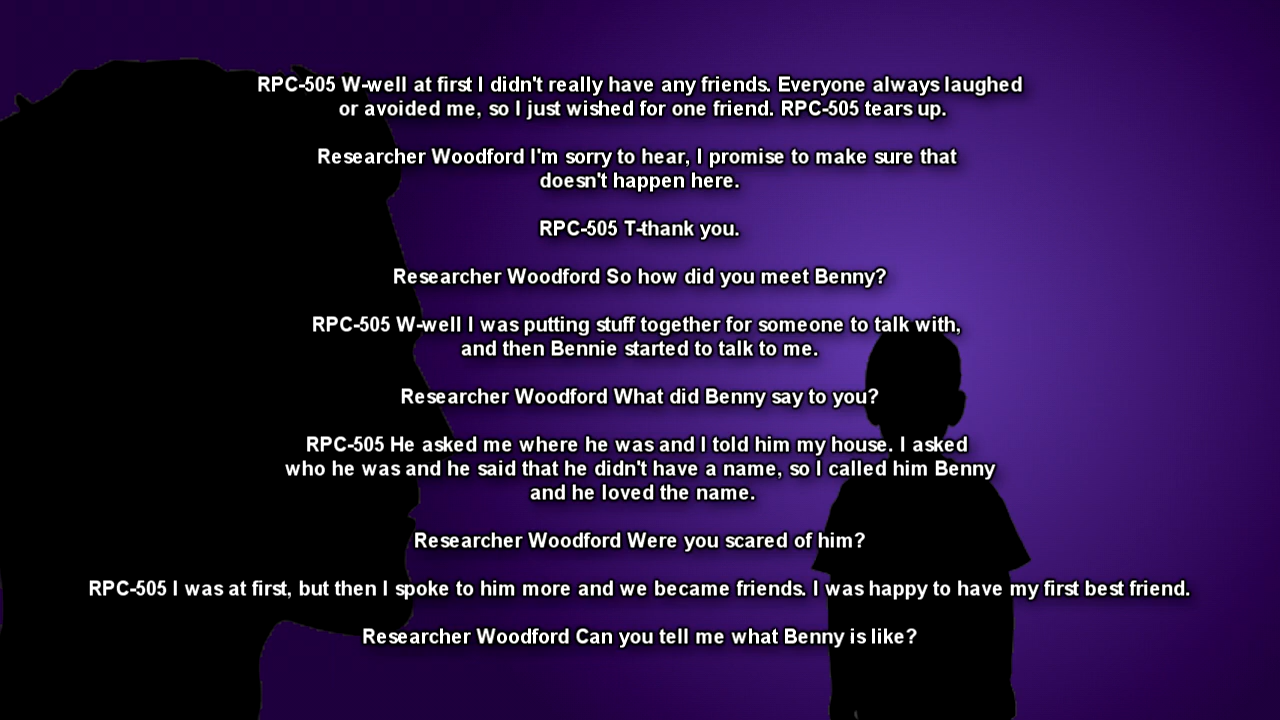 RPC-505 W-well at first I didn't really have any friends. Everyone always laughed
or avoided me, so I just wished for one friend. RPC-505 tears up.
Researcher Woodford I'm sorry to hear, I promise to make sure that
doesn't happen here.
RPC-505 T-thank you.
Researcher Woodford So how did you meet Benny?
RPC-505 W-well I was putting stuff together for someone to talk with,
and then Bennie started to talk to me.
Researcher Woodford What did Benny say to you?
RPC-505 He asked me where he was and I told him my house. I asked
who he was and he said that he didn't have a name, so I called him Benny
and he loved the name.
Researcher Woodford Were you scared of him?
RPC-505 I was at first, but then I spoke to him more and we became friends. I was happy to have my first best friend.
Researcher Woodford Can you tell me what Benny is like?